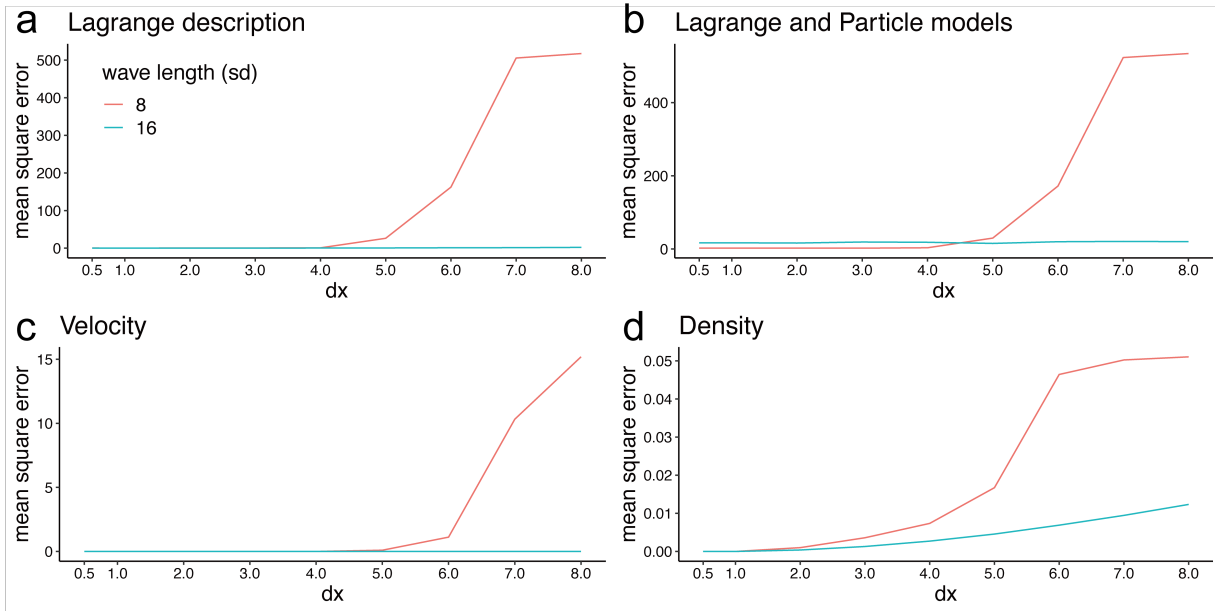 a Lagrange description
mean square error
500
400
300
200
100
0
wave length (sd)
8
16
0.5 1.0 2.0 3.0 4.0 5.0 6.0 7.0 8.0
dx
b Lagrange and Particle models
mean square error
400
200
0
0.5 1.0 2.0 3.0 4.0 5.0 6.0 7.0 8.0
dx
c Velocity
mean square error
15
10
5
0
0.5 1.0 2.0 3.0 4.0 5.0 6.0 7.0 8.0
dx
d Density
mean square error
0.05
0.04
0.03
0.02
0.01
0.00
0.5 1.0 2.0 3.0 4.0 5.0 6.0 7.0 8.0
dx